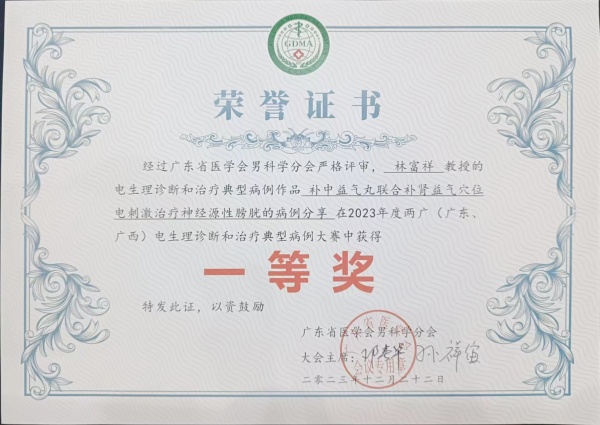 GDMA
荣誉证书
经过广东省医学会男科学分会严格评审，林富祥教授的
电生理诊断和治疗典型病例作品补中益气丸联合补肾益气穴位
电刺激治疗神经源性膀胱的病例分享在2023年度两广（广东、
广西）电生理诊断和治疗典型病例大赛中获得
一等奖
特发此证，以资鼓励
广东省医学会男科学分会
大会主席：
会议专用章
二零二三年十二月二十二日